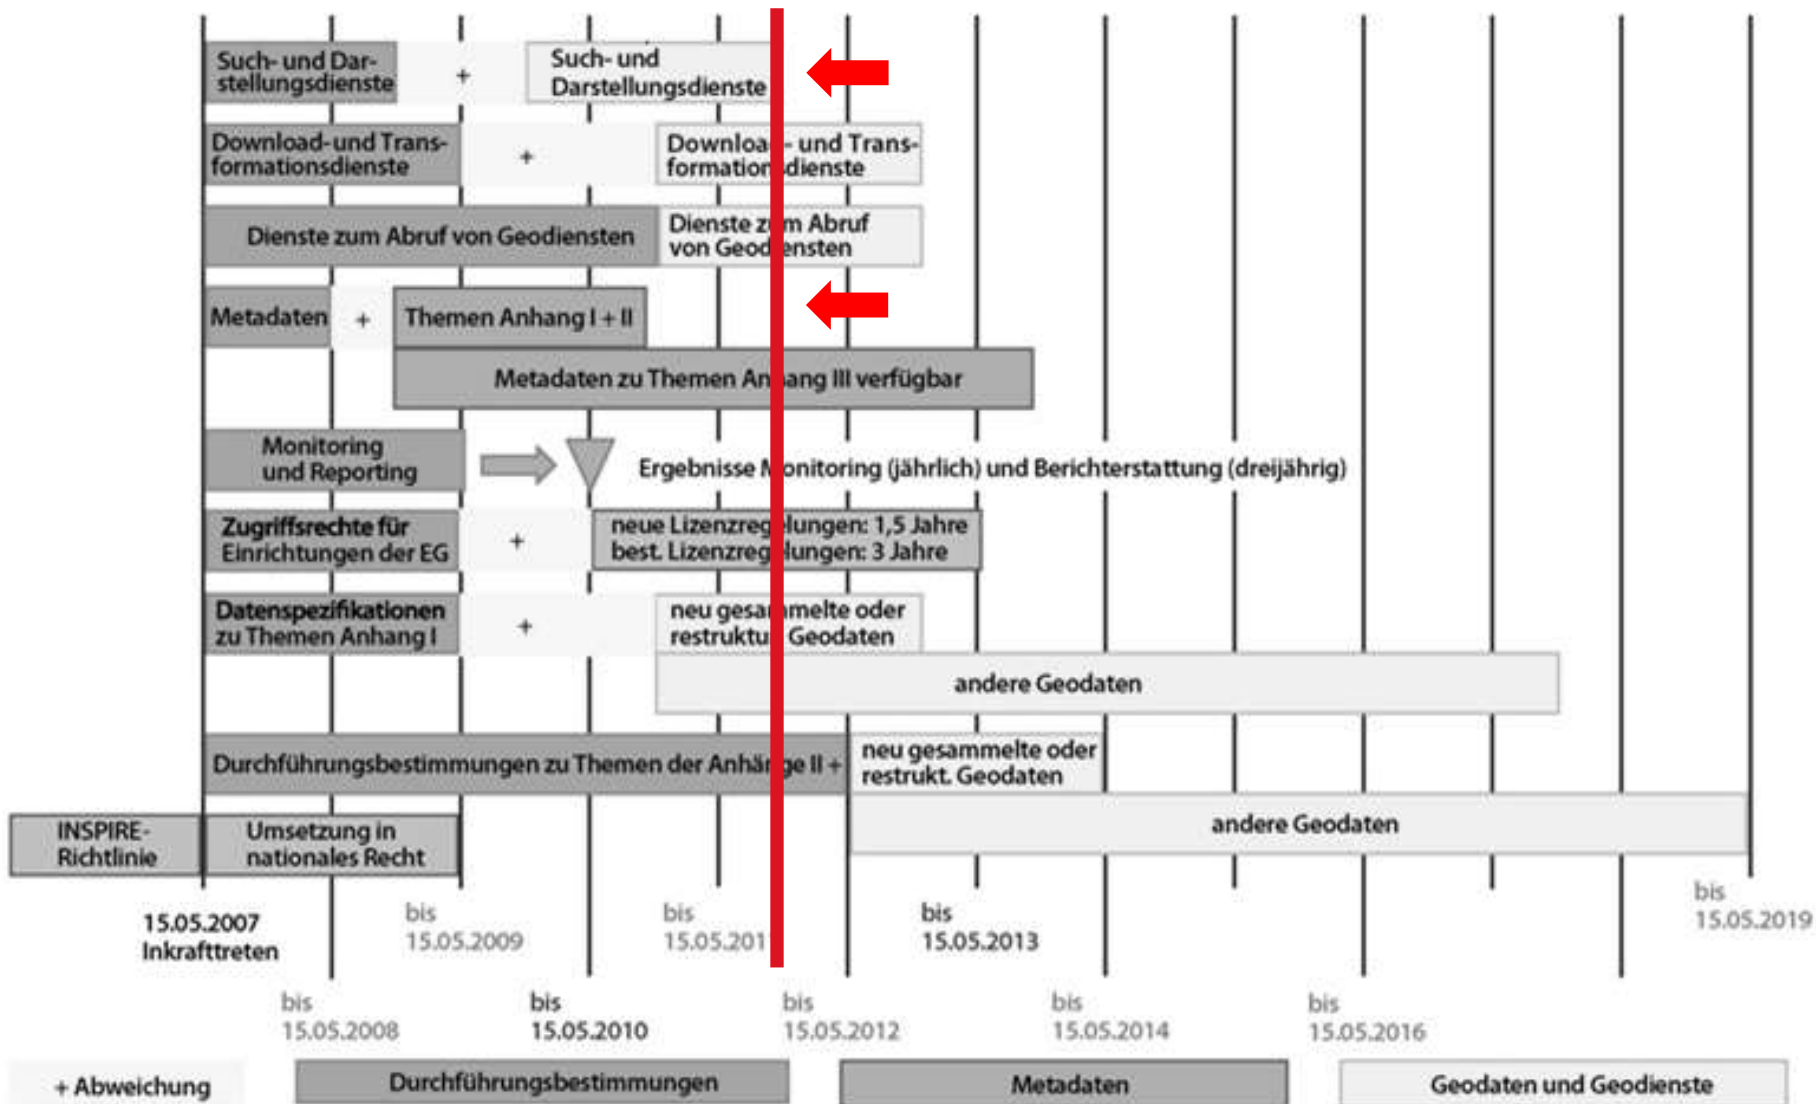 Such- und Dar-
stellungsdienste
+
Such- und
Darstellungsdienste
Download-und Trans-
formationsdienste
+
Download- und Trans-
formationsdienste
Dienste zum Abruf von Geodiensten
Dienste zum Abruf
von Geodiensten
Metadaten
+
Themen Anhang I + II
Metadaten zu Themen Anhang III verfügbar
Monitoring
und Reporting
Ergebnisse Monitoring (jährlich) und Berichterstattung (dreijährig)
Zugriffsrechte für
Einrichtungen der EG
+
neue Lizenzregelungen: 1,5 Jahre
best. Lizenzregelungen: 3 Jahre
Datenspezifikationen
zu Themen Anhang I
+
neu gesammelte oder
Geodaten
andere Geodaten
Durchführungsbestimmungen zu Themen der Anhänge II +
neu gesammelte oder
restrukt. Geodaten
andere Geodaten
INSPIRE-
Richtlinie
Umsetzung in
nationales Recht
15.05.2007
Inkrafttreten
bis
15.05.2009
bis
15.05.2011
bis
15.05.2013
bis
15.05.2019
bis
15.05.2008
bis
15.05.2010
bis
15.05.2012
bis
15.05.2014
bis
15.05.2016
+ Abweichung
Durchführungsbestimmungen
Metadaten
Geodaten und Geodienste